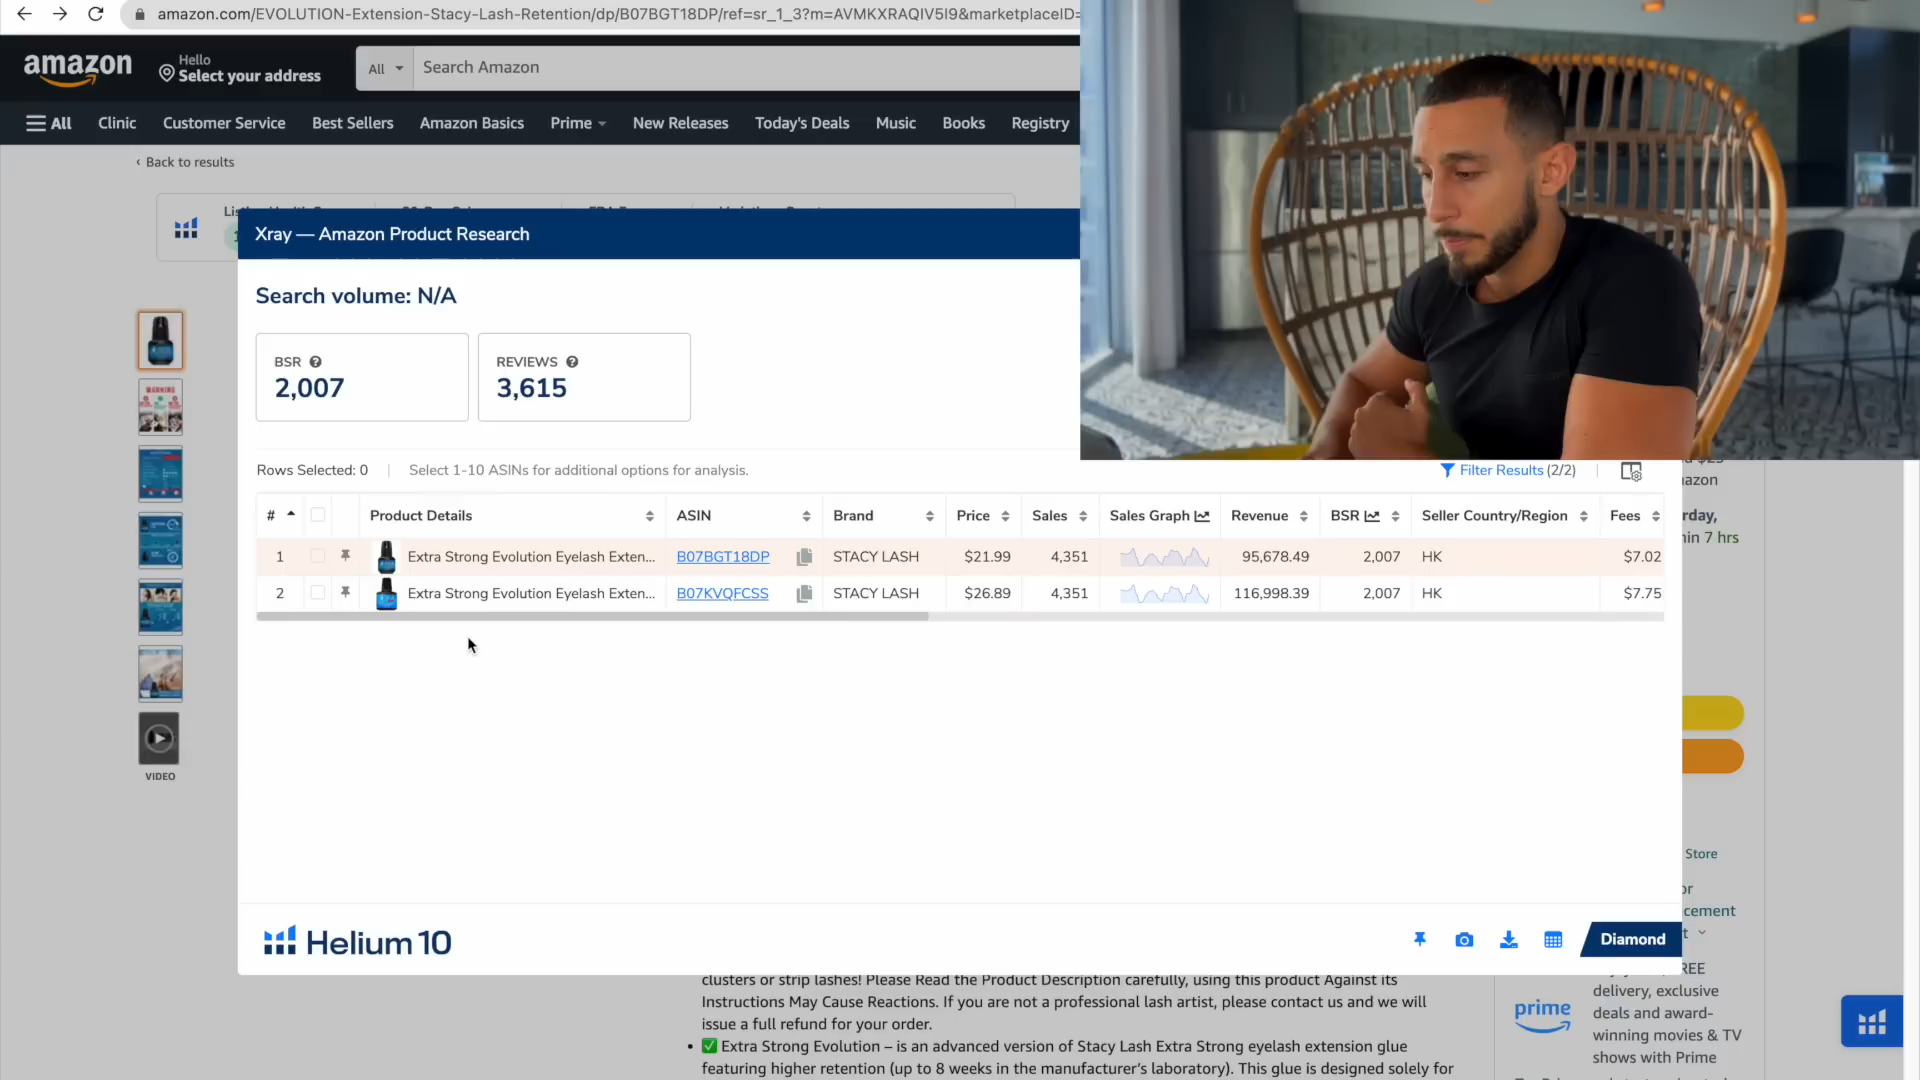 amazon.com/EVOLUTION-Extension-Stacy-Lash-Retention/dp/B07BGT18DP/ref=sr_1_3?m=AVMKXRAQIV5I9&marketplaceID=
amazon
Hello
Select your address
All
Search Amazon
All Clinic Customer Service Best Sellers Amazon Basics Prime New Releases Today's Deals Music Books Registry
‹ Back to results
Xray — Amazon Product Research
Search volume: N/A
BSR
2,007
REVIEWS
3,615
Rows Selected: 0 | Select 1-10 ASINs for additional options for analysis.
Filter Results (2/2)
# Product Details ASIN Brand Price Sales Sales Graph Revenue BSR Seller Country/Region Fees
1 Extra Strong Evolution Eyelash Exten... B07BGT18DP STACY LASH $21.99 4,351 95,678.49 2,007 HK $7.02
2 Extra Strong Evolution Eyelash Exten... B07KVQFCSS STACY LASH $26.89 4,351 116,998.39 2,007 HK $7.75
WARNING
VIDEO
Helium 10
Diamond
azon
rday,
in 7 hrs
Store
or
cement
t
REE
delivery, exclusive
deals and award-
winning movies & TV
shows with Prime
prime
clusters or strip lashes! Please Read the Product Description carefully, using this product Against its
Instructions May Cause Reactions. If you are not a professional lash artist, please contact us and we will
issue a full refund for your order.
• ✅ Extra Strong Evolution – is an advanced version of Stacy Lash Extra Strong eyelash extension glue
featuring higher retention (up to 8 weeks in the manufacturer's laboratory). This glue is designed solely for